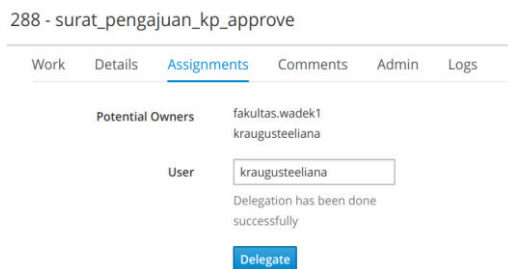 288 - surat_pengajuan_kp_approve
Work Details Assignments Comments Admin Logs
Potential Owners fakultas.wadek1
kraugusteeliana
User kraugusteeliana
Delegation has been done
successfully
Delegate